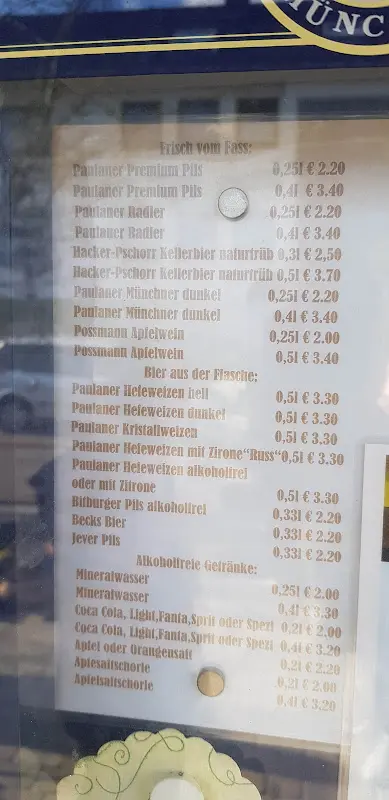 MÜNC
Frisch vom Fass:
Paulaner Premium Pils 0,25l € 2.20
Paulaner Premium Pils 0,4l € 3.40
Paulaner Radler 0,25l € 2.20
Paulaner Radler 0,4l € 3.40
Hacker-Pschorr Kellerbier naturtrüb 0,3l € 2,50
Hacker-Pschorr Kellerbier naturtrüb 0,5l € 3.70
Paulaner Münchner dunkel 0,25l € 2.20
Paulaner Münchner dunkel 0,4l € 3.40
Possmann Apfelwein 0,25l € 2.00
Possmann Apfelwein 0,5l € 3.40
Bier aus der Flasche:
Paulaner Hefeweizen hell 0,5l € 3.30
Paulaner Hefeweizen dunkel 0,5l € 3.30
Paulaner Kristallweizen 0,5l € 3.30
Paulaner Hefeweizen mit Zirone"Russ" 0,5l € 3.30
Paulaner Hefeweizen alkoholfrei
oder mit Zitrone 0,5l € 3.30
Bitburger Pils alkoholfrei 0,33l € 2.20
Becks Bier 0,33l € 2.20
Jever Pils 0,33l € 2.20
Alkoholfreie Getränke:
Mineralwasser 0,25l € 2.00
Mineralwasser 0,4l € 3.30
Coca Cola, Light,Fanta,Sprit oder Spezi 0,2l € 2.00
Coca Cola, Light,Fanta,Sprit oder Spezi 0,4l € 3.20
Apfel oder Orangensaft 0,2l € 2.20
Apfelsaftschorle 0,2l € 2.00
Apfelsaftschorle 0,4l € 3.20